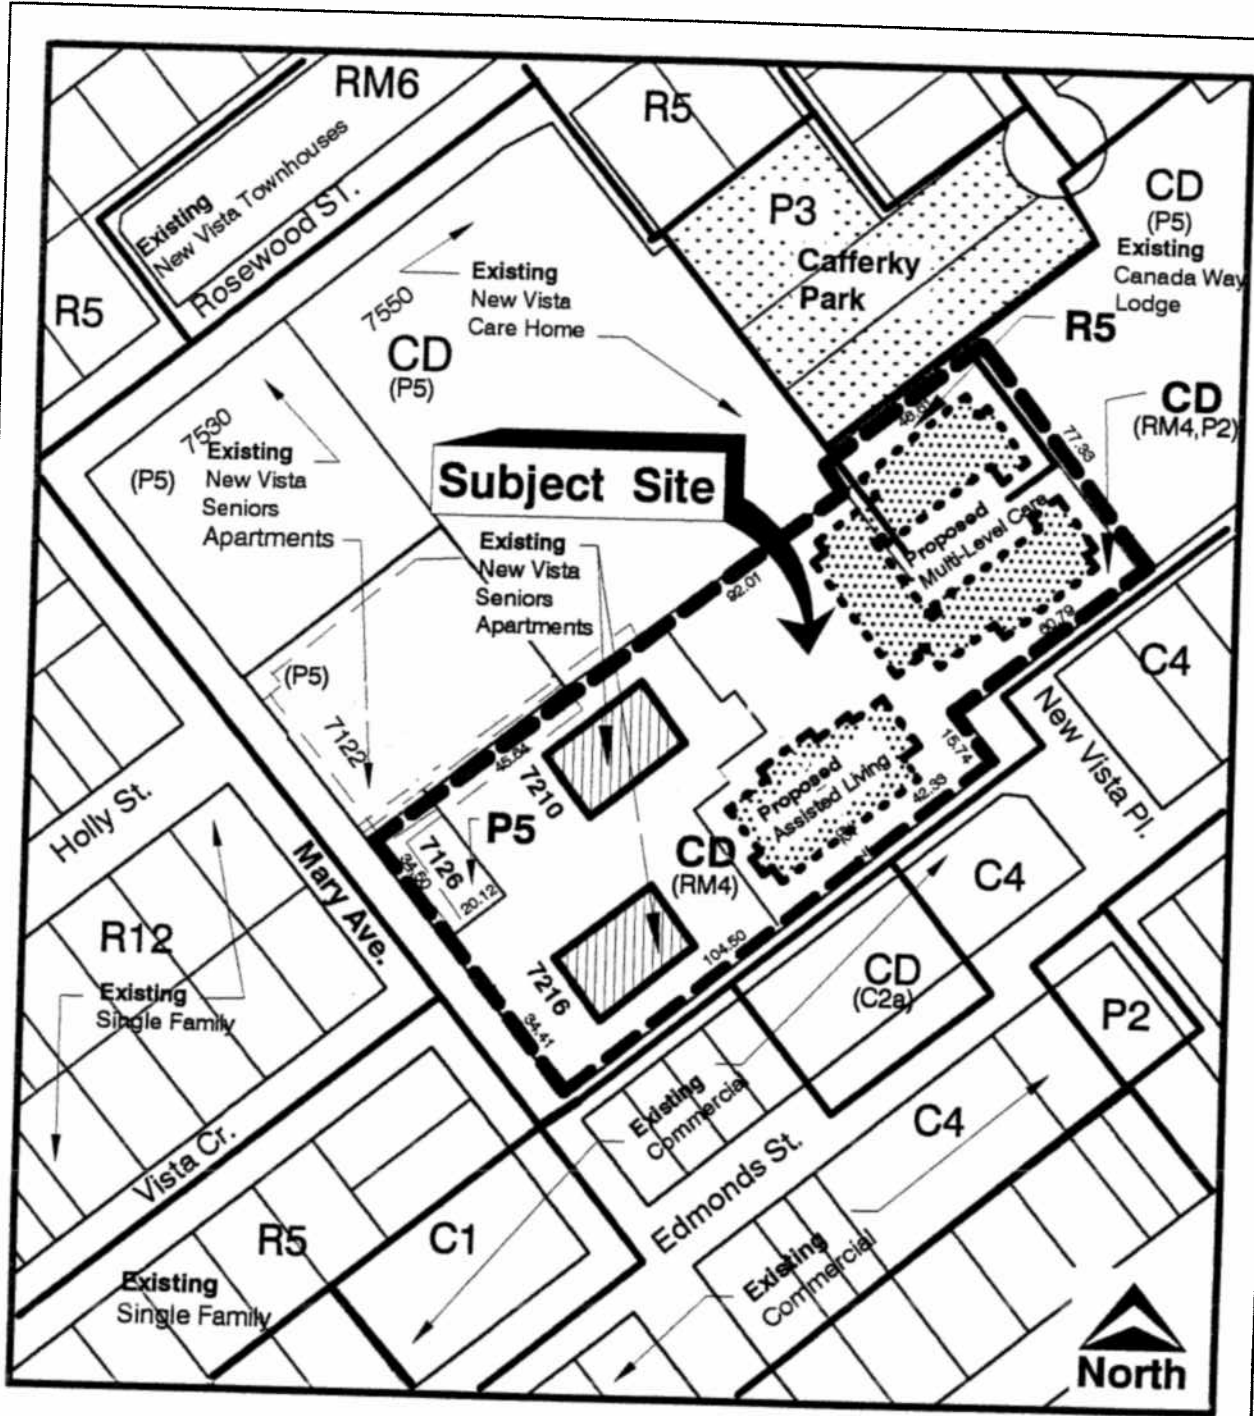 RM6
R5
Existing
New Vista Townhouses
Rosewood ST.
R5
P3
Cafferky
Park
CD
(P5)
Existing
Canada Way
Lodge
R5
7550
Existing
New Vista
Care Home
CD
(P5)
CD
(RM4,P2)
7530
Existing
New Vista
Seniors
Apartments
(P5)
Subject Site
Existing
New Vista
Seniors
Apartments
77.33
Proposed
Multi-Level Care
92.01
60.79
C4
(P5)
7122
New Vista Pl.
45.64
7210
15.74
Proposed
Assisted Living
42.33
Holly St.
P5
7126
34.50
20.12
CD
(RM4)
Mary Ave.
C4
R12
Existing
Single Family
7216
104.50
CD
(C2a)
P2
34.41
Existing
Commercial
C4
Vista Cr.
Edmonds St.
R5
C1
Existing
Single Family
Existing
Commercial
North